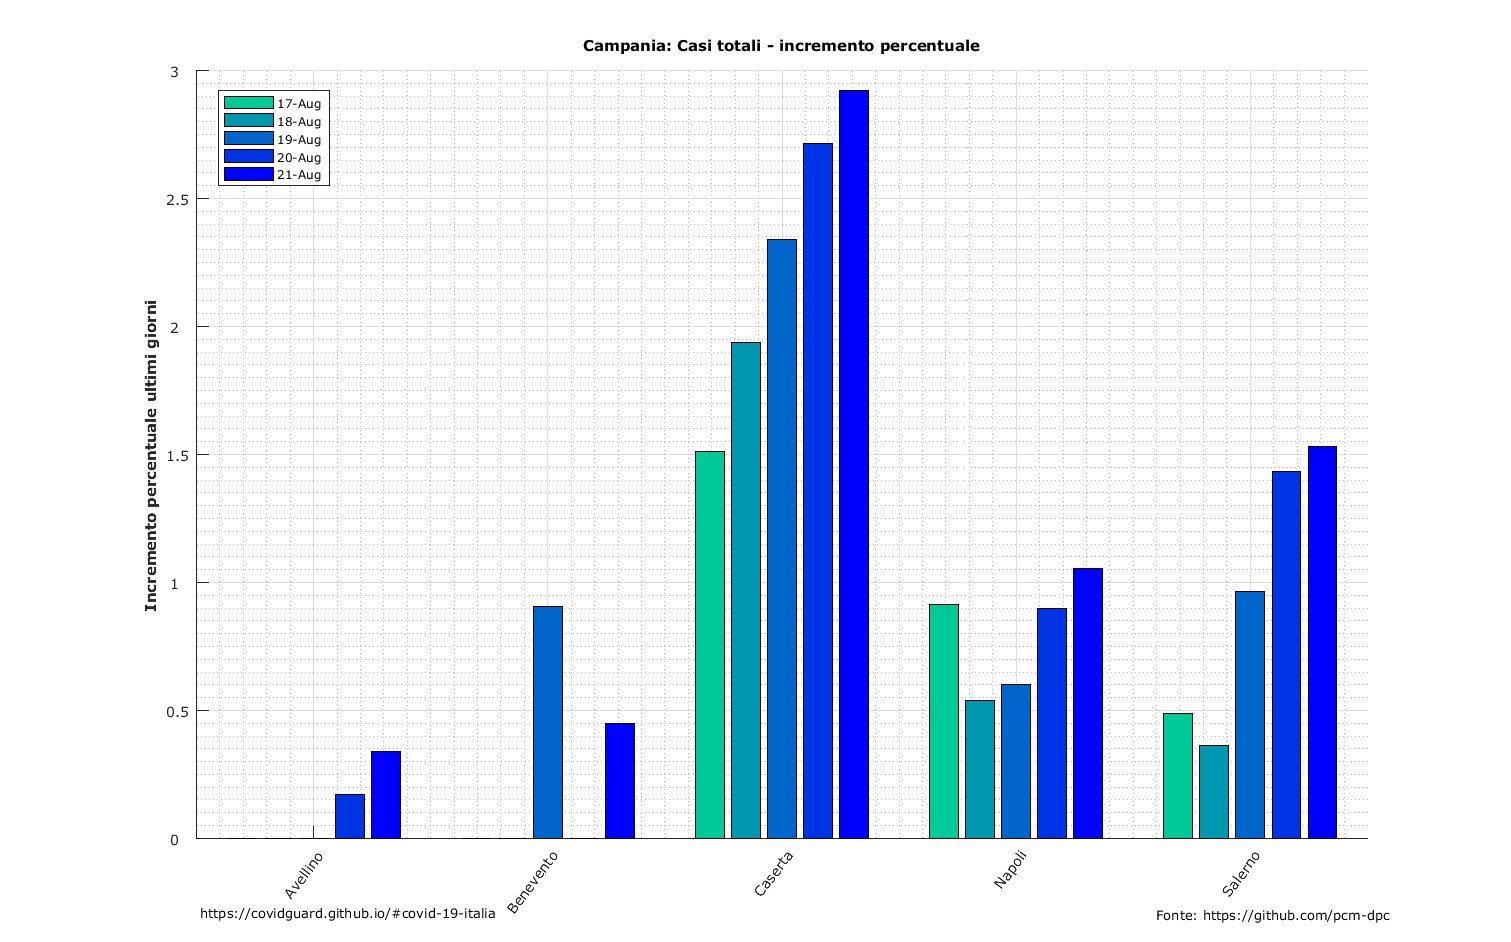 Campania: Casi totali - incremento percentuale
3
2.5
2
1.5
1
0.5
0
Incremento percentuale ultimi giorni
17-Aug
18-Aug
19-Aug
20-Aug
21-Aug
Avellino
Benevento
Caserta
Napoli
Salerno
https://covidguard.github.io/#covid-19-italia
Fonte: https://github.com/pcm-dpc